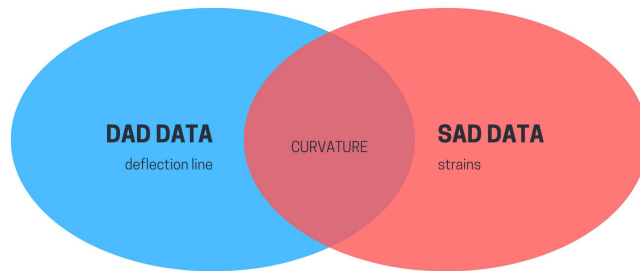 DAD DATA
deflection line
CURVATURE
SAD DATA
strains